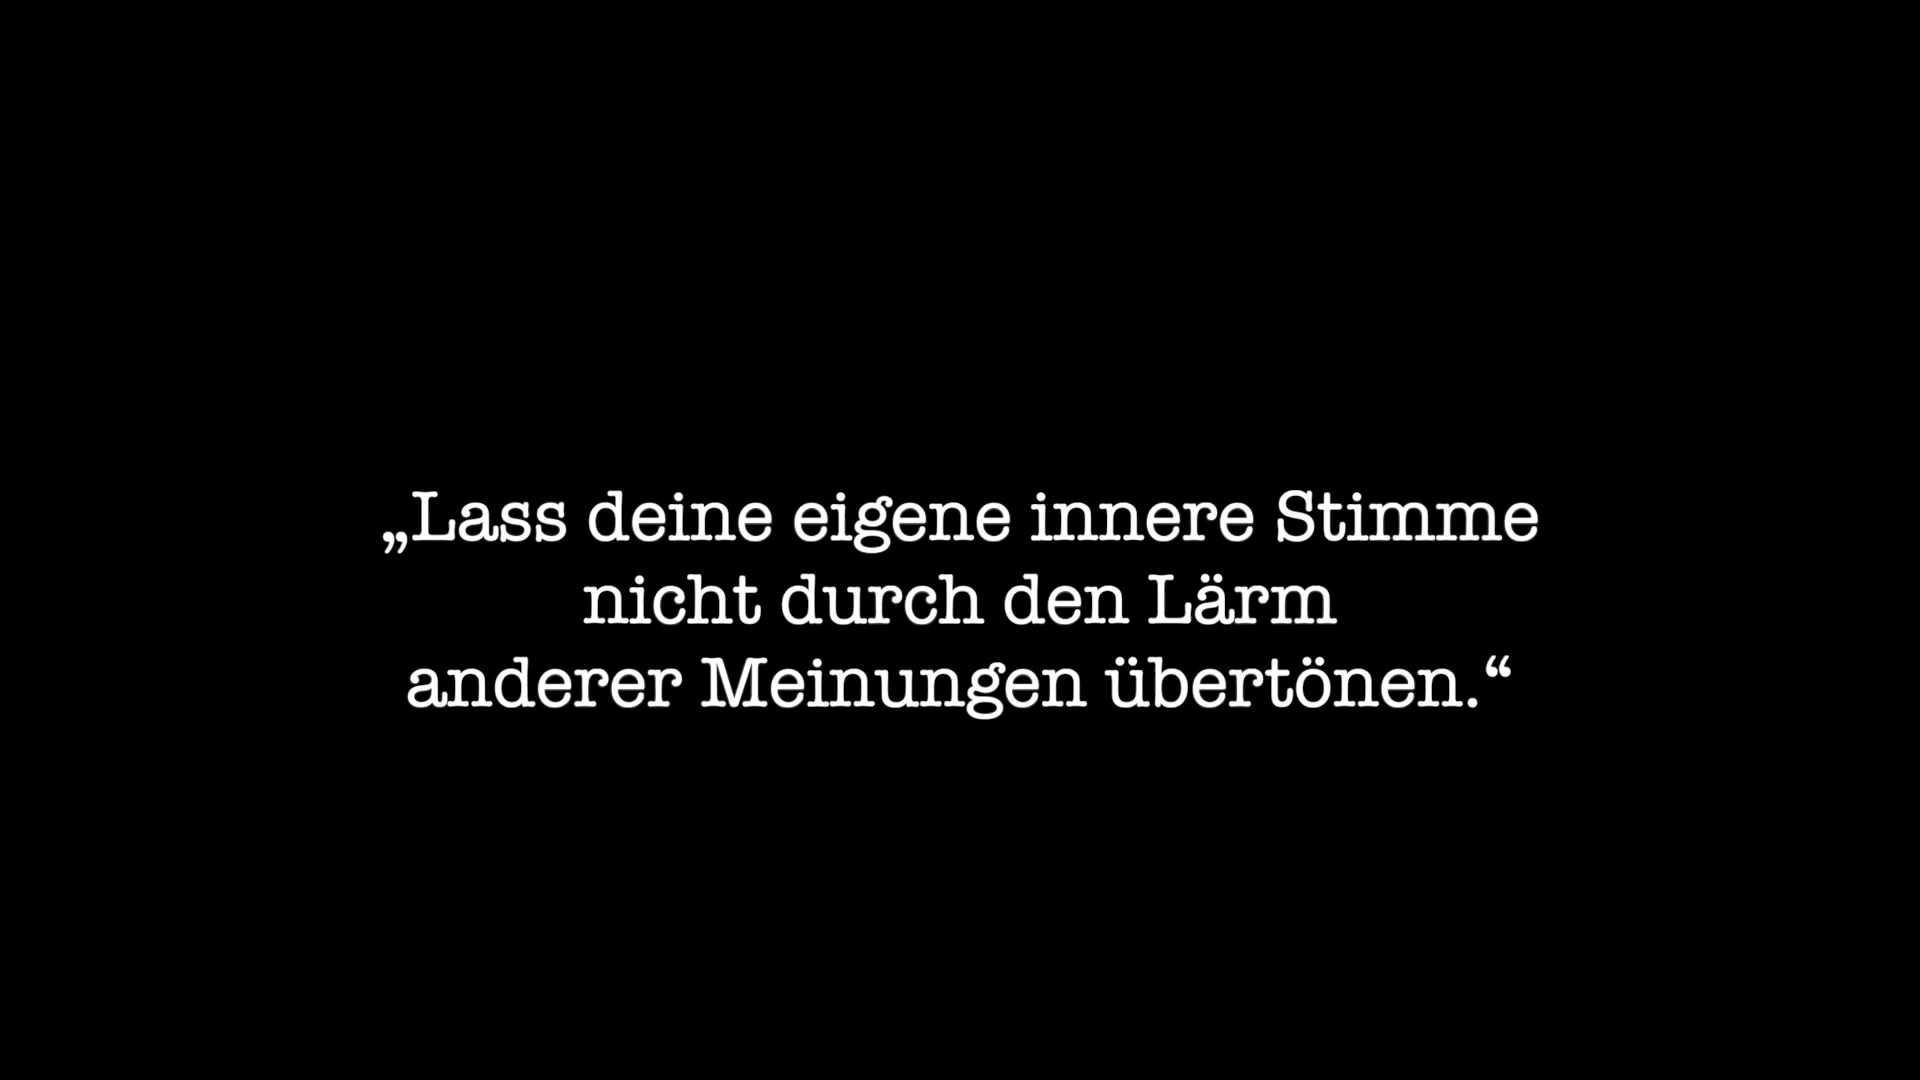 „Lass deine eigene innere Stimme
nicht durch den Lärm
anderer Meinungen übertönen.“